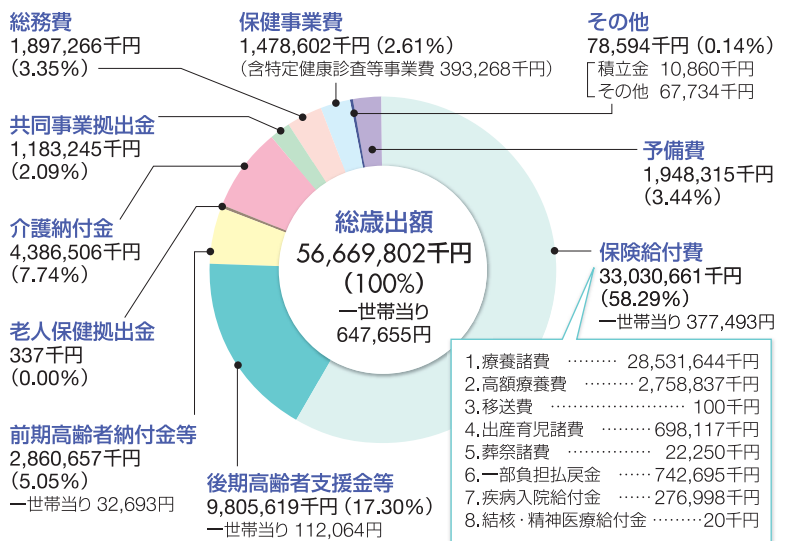 総務費
1,897,266千円
(3.35%)
保健事業費
1,478,602千円 (2.61%)
(含特定健康診査等事業費 393,268千円)
その他
78,594千円 (0.14%)
積立金 10,860千円
その他 67,734千円
共同事業拠出金
1,183,245千円
(2.09%)
予備費
1,948,315千円
(3.44%)
介護納付金
4,386,506千円
(7.74%)
総歳出額
56,669,802千円
(100%)
一世帯当り
647,655円
保険給付費
33,030,661千円
(58.29%)
一世帯当り 377,493円
老人保健拠出金
337千円
(0.00%)
1.療養諸費 ……… 28,531,644千円
2.高額療養費 ……… 2,758,837千円
3.移送費 …………………… 100千円
4.出産育児諸費 ……… 698,117千円
5.葬祭諸費 …………… 22,250千円
6.一部負担払戻金 …… 742,695千円
7.疾病入院給付金 …… 276,998千円
8.結核・精神医療給付金 ……… 20千円
前期高齢者納付金等
2,860,657千円
(5.05%)
一世帯当り 32,693円
後期高齢者支援金等
9,805,619千円 (17.30%)
一世帯当り 112,064円